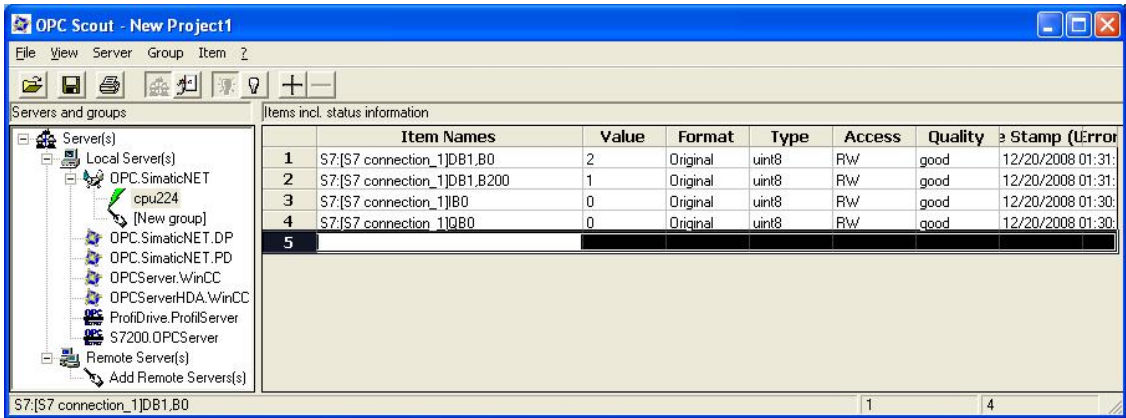 OPC Scout - New Project1
File View Server Group Item ?
Servers and groups
Items incl. status information
Server(s)
Local Server(s)
OPC.SimaticNET
cpu224
[New group]
OPC.SimaticNET.DP
OPC.SimaticNET.PD
OPCServer.WinCC
OPCServerHDA.WinCC
ProfiDrive.ProfilServer
S7200.OPCServer
Remote Server(s)
Add Remote Servers(s)
Item Names Value Format Type Access Quality e Stamp (U Error
1 S7:[S7 connection_1]DB1,B0 2 Original uint8 RW good 12/20/2008 01:31:
2 S7:[S7 connection_1]DB1,B200 1 Original uint8 RW good 12/20/2008 01:31:
3 S7:[S7 connection_1]IB0 0 Original uint8 RW good 12/20/2008 01:30:
4 S7:[S7 connection_1]QB0 0 Original uint8 RW good 12/20/2008 01:30:
5
S7:[S7 connection_1]DB1,B0 1 4